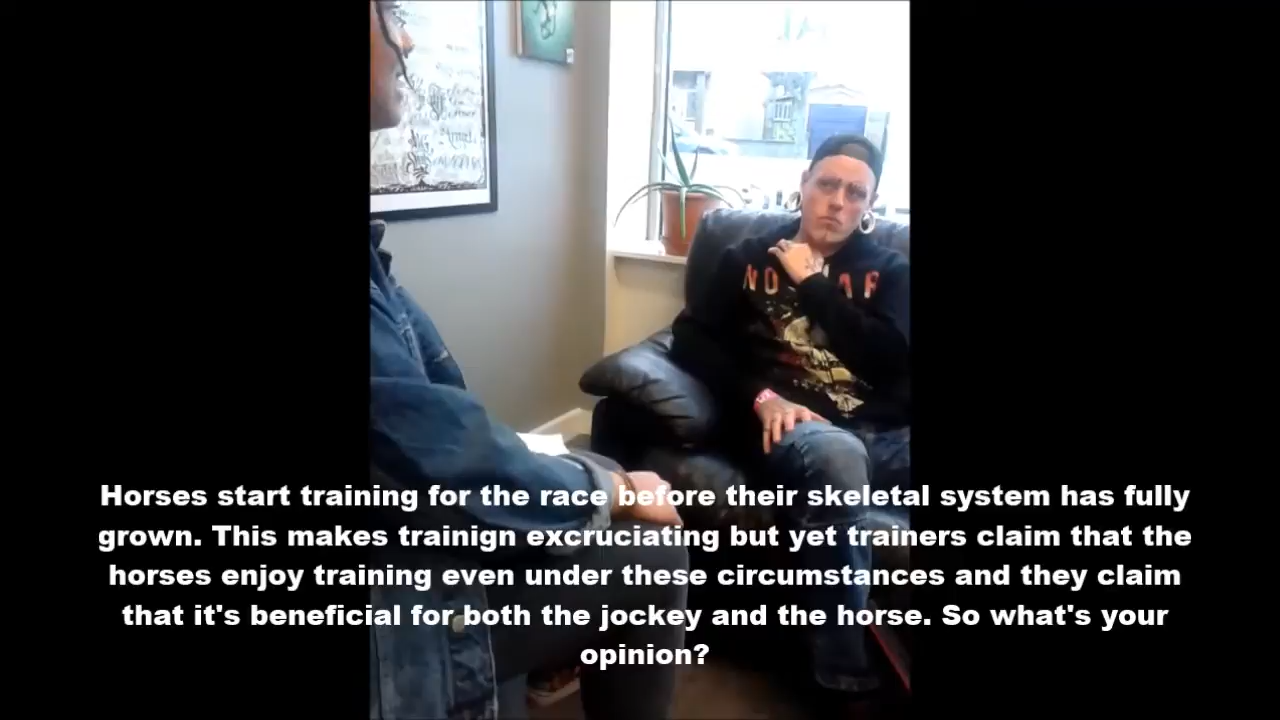 NO
Horses start training for the race before their skeletal system has fully
grown. This makes trainign excruciating but yet trainers claim that the
horses enjoy training even under these circumstances and they claim
that it's beneficial for both the jockey and the horse. So what's your
opinion?